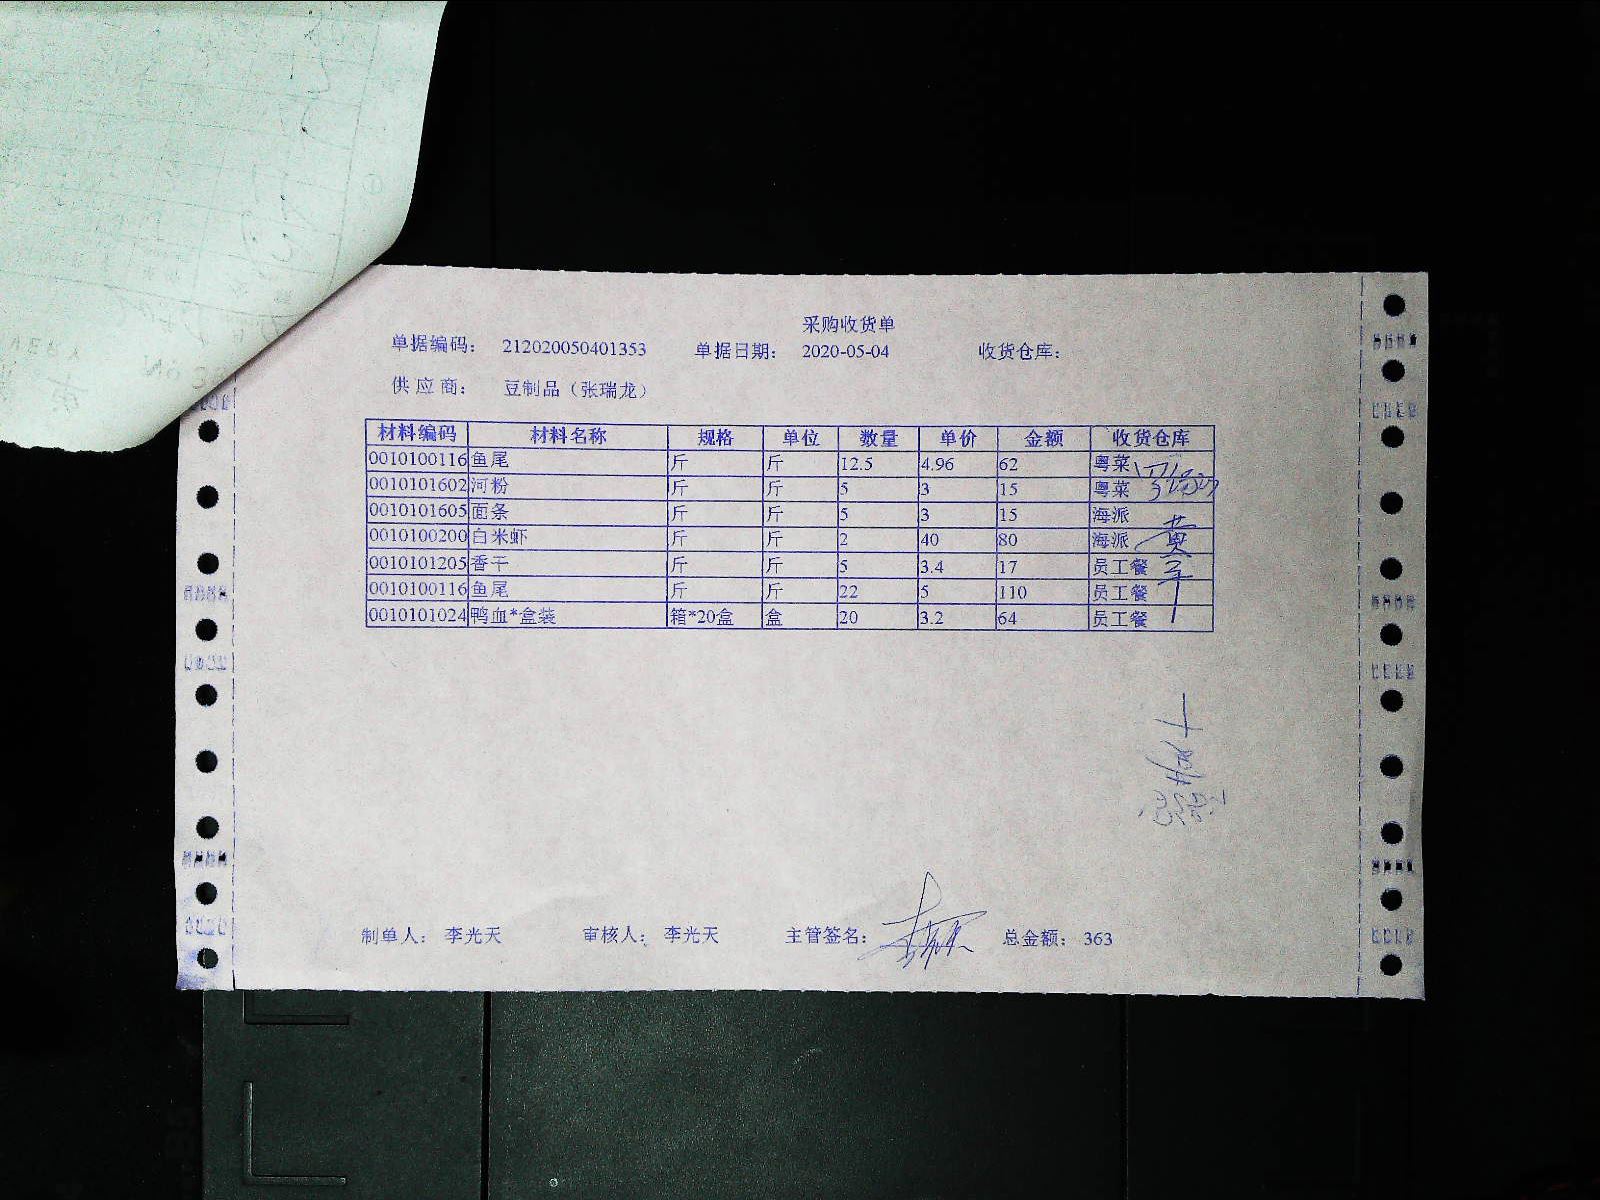 采购收货单
单据编码： 212020050401353 单据日期： 2020-05-04 收货仓库：
供 应 商： 豆制品（张瑞龙）
材料编码 材料名称 规格 单位 数量 单价 金额 收货仓库
0010100116 鱼尾 斤 斤 12.5 4.96 62 粤菜
0010101602 河粉 斤 斤 5 3 15 粤菜
0010101605 面条 斤 斤 5 3 15 海派
0010100200 白米虾 斤 斤 2 40 80 海派
0010101205 香干 斤 斤 5 3.4 17 员工餐
0010100116 鱼尾 斤 斤 22 5 110 员工餐
0010101024 鸭血*盒装 箱*20盒 盒 20 3.2 64 员工餐
制单人： 李光天 审核人： 李光天 主管签名： 总金额： 363